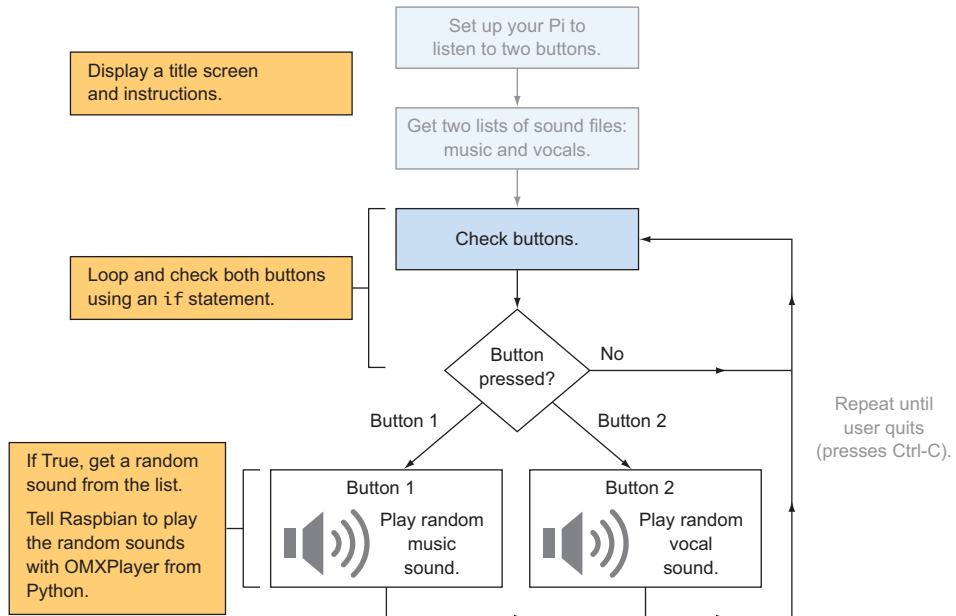 Set up your Pi to
listen to two buttons.
Display a title screen
and instructions.
Get two lists of sound files:
music and vocals.
Check buttons.
Loop and check both buttons
using an if statement.
Button
pressed?
No
Button 1
Button 2
Repeat until
user quits
(presses Ctrl-C).
If True, get a random
sound from the list.
Tell Raspbian to play
the random sounds
with OMXPlayer from
Python.
Button 1
Play random
music
sound.
Button 2
Play random
vocal
sound.